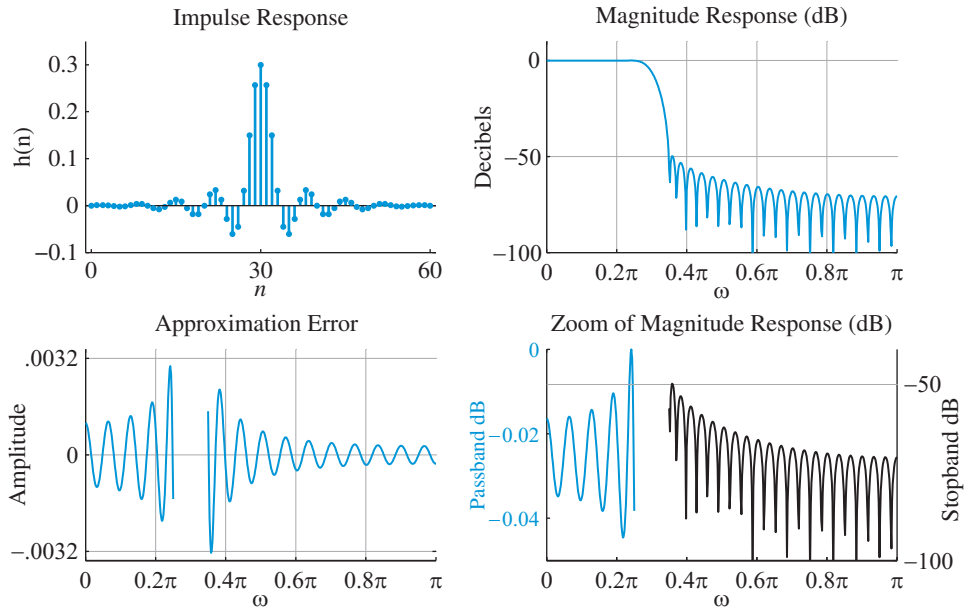 Impulse Response
h(n)
0.3
0.2
0.1
0
−0.1
0
30
60
n
Magnitude Response (dB)
Decibels
0
−50
−100
0
0.2π
0.4π
0.6π
0.8π
π
ω
Approximation Error
Amplitude
.0032
0
−.0032
0
0.2π
0.4π
0.6π
0.8π
π
ω
Zoom of Magnitude Response (dB)
Passband dB
0
−0.02
−0.04
−50
−100
Stopband dB
0
0.2π
0.4π
0.6π
0.8π
π
ω